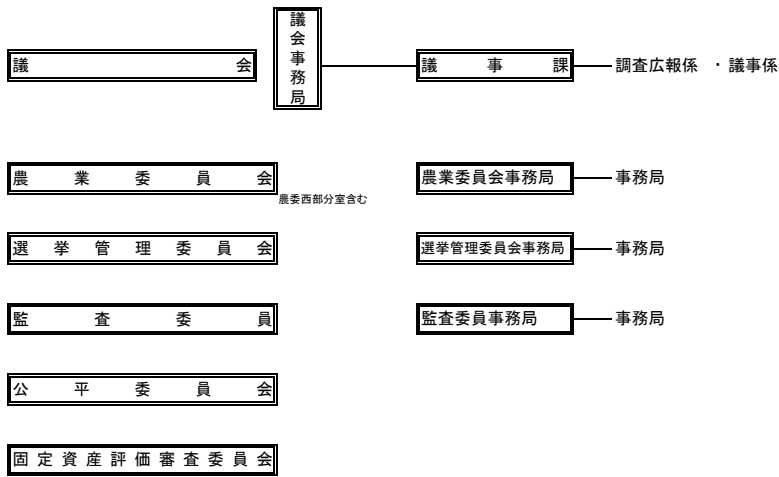 議会
議会事務局
議事課
調査広報係 ・議事係
農業委員会
農委西部分室含む
農業委員会事務局
事務局
選挙管理委員会
選挙管理委員会事務局
事務局
監査委員
監査委員事務局
事務局
公平委員会
固定資産評価審査委員会